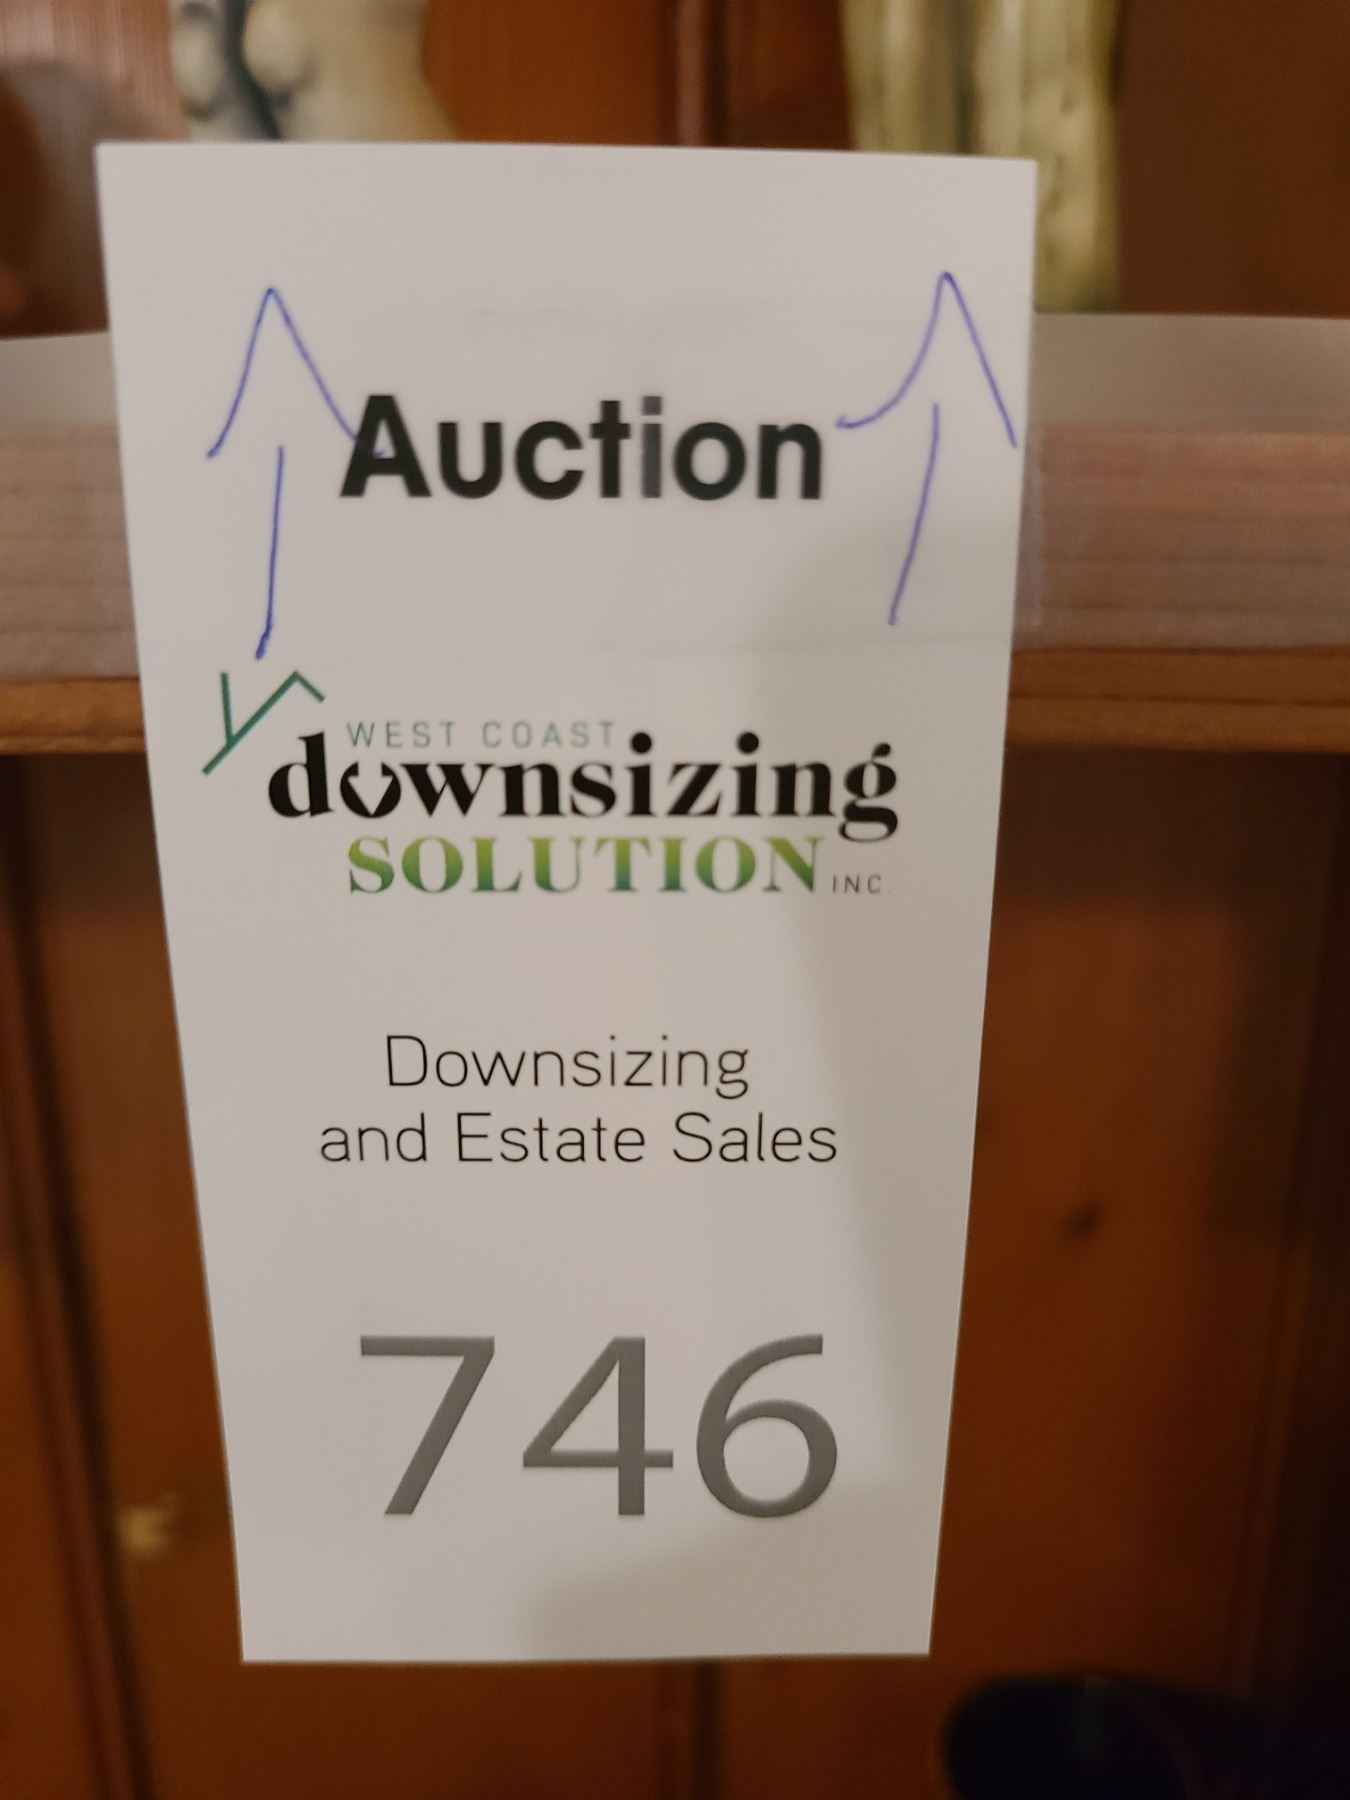 Auction
WEST COAST
downsizing
SOLUTION INC.
Downsizing
and Estate Sales
746